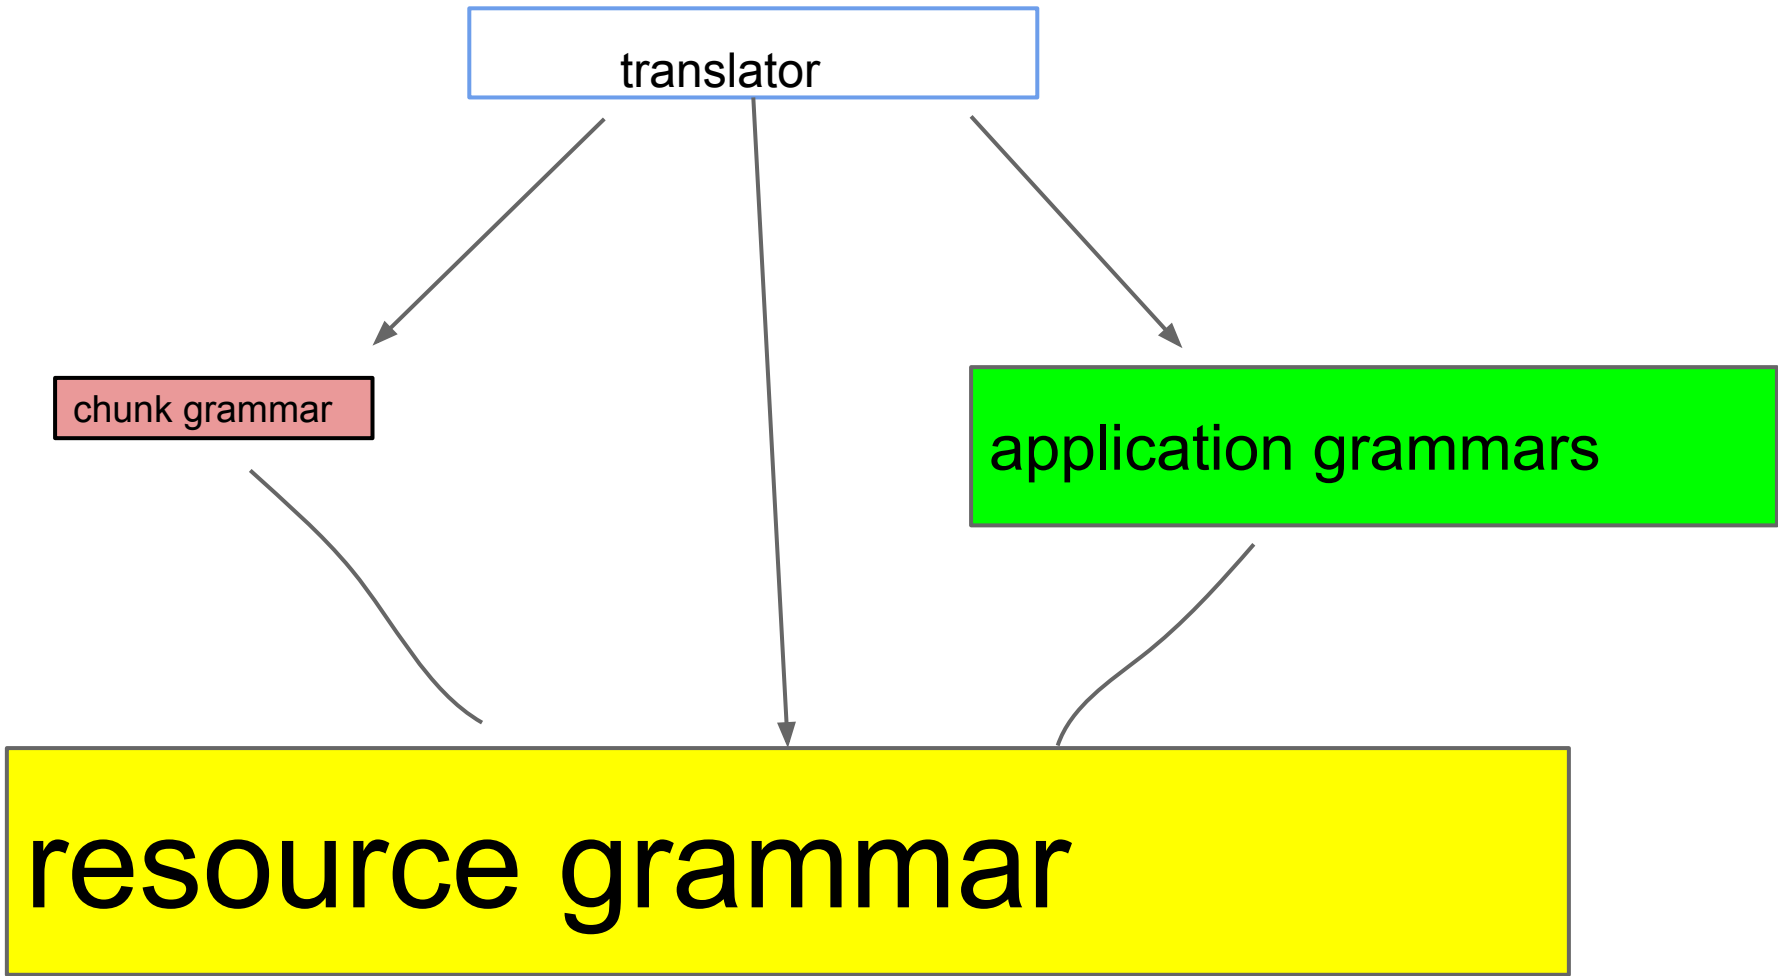 translator
chunk grammar
application grammars
resource grammar